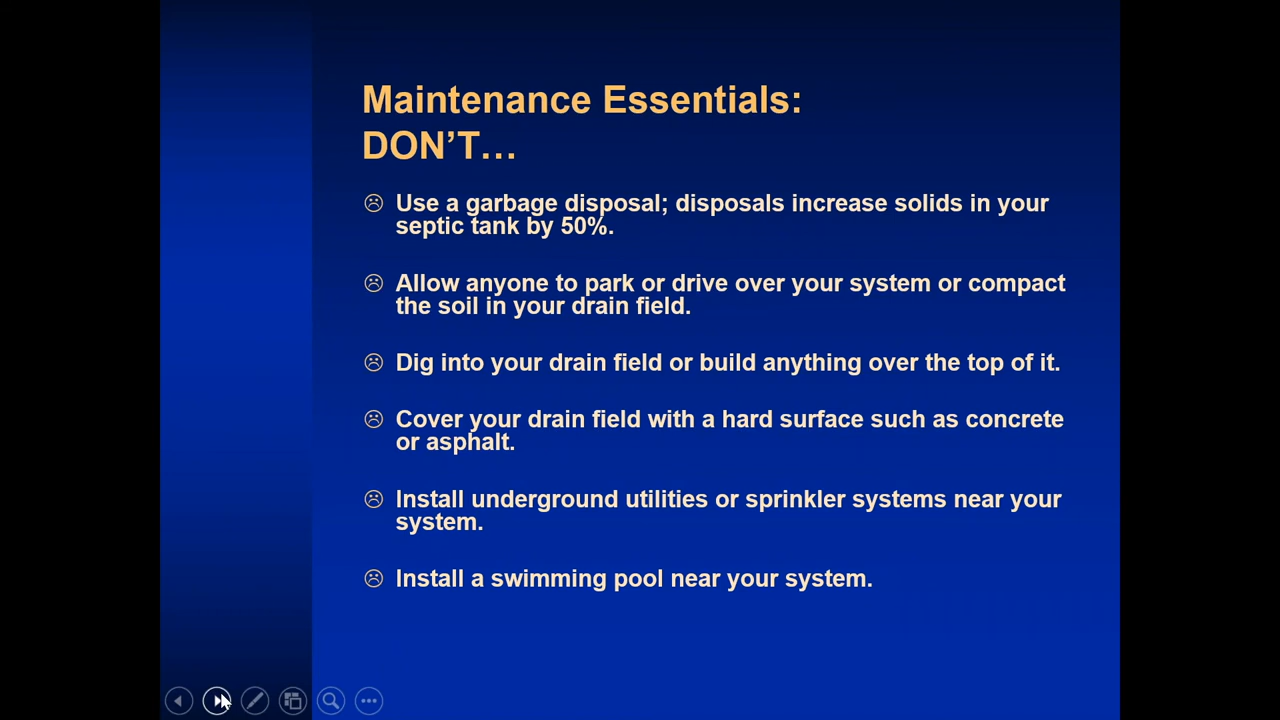 Maintenance Essentials:
DON’T…
Use a garbage disposal; disposals increase solids in your
septic tank by 50%.
Allow anyone to park or drive over your system or compact
the soil in your drain field.
Dig into your drain field or build anything over the top of it.
Cover your drain field with a hard surface such as concrete
or asphalt.
Install underground utilities or sprinkler systems near your
system.
Install a swimming pool near your system.